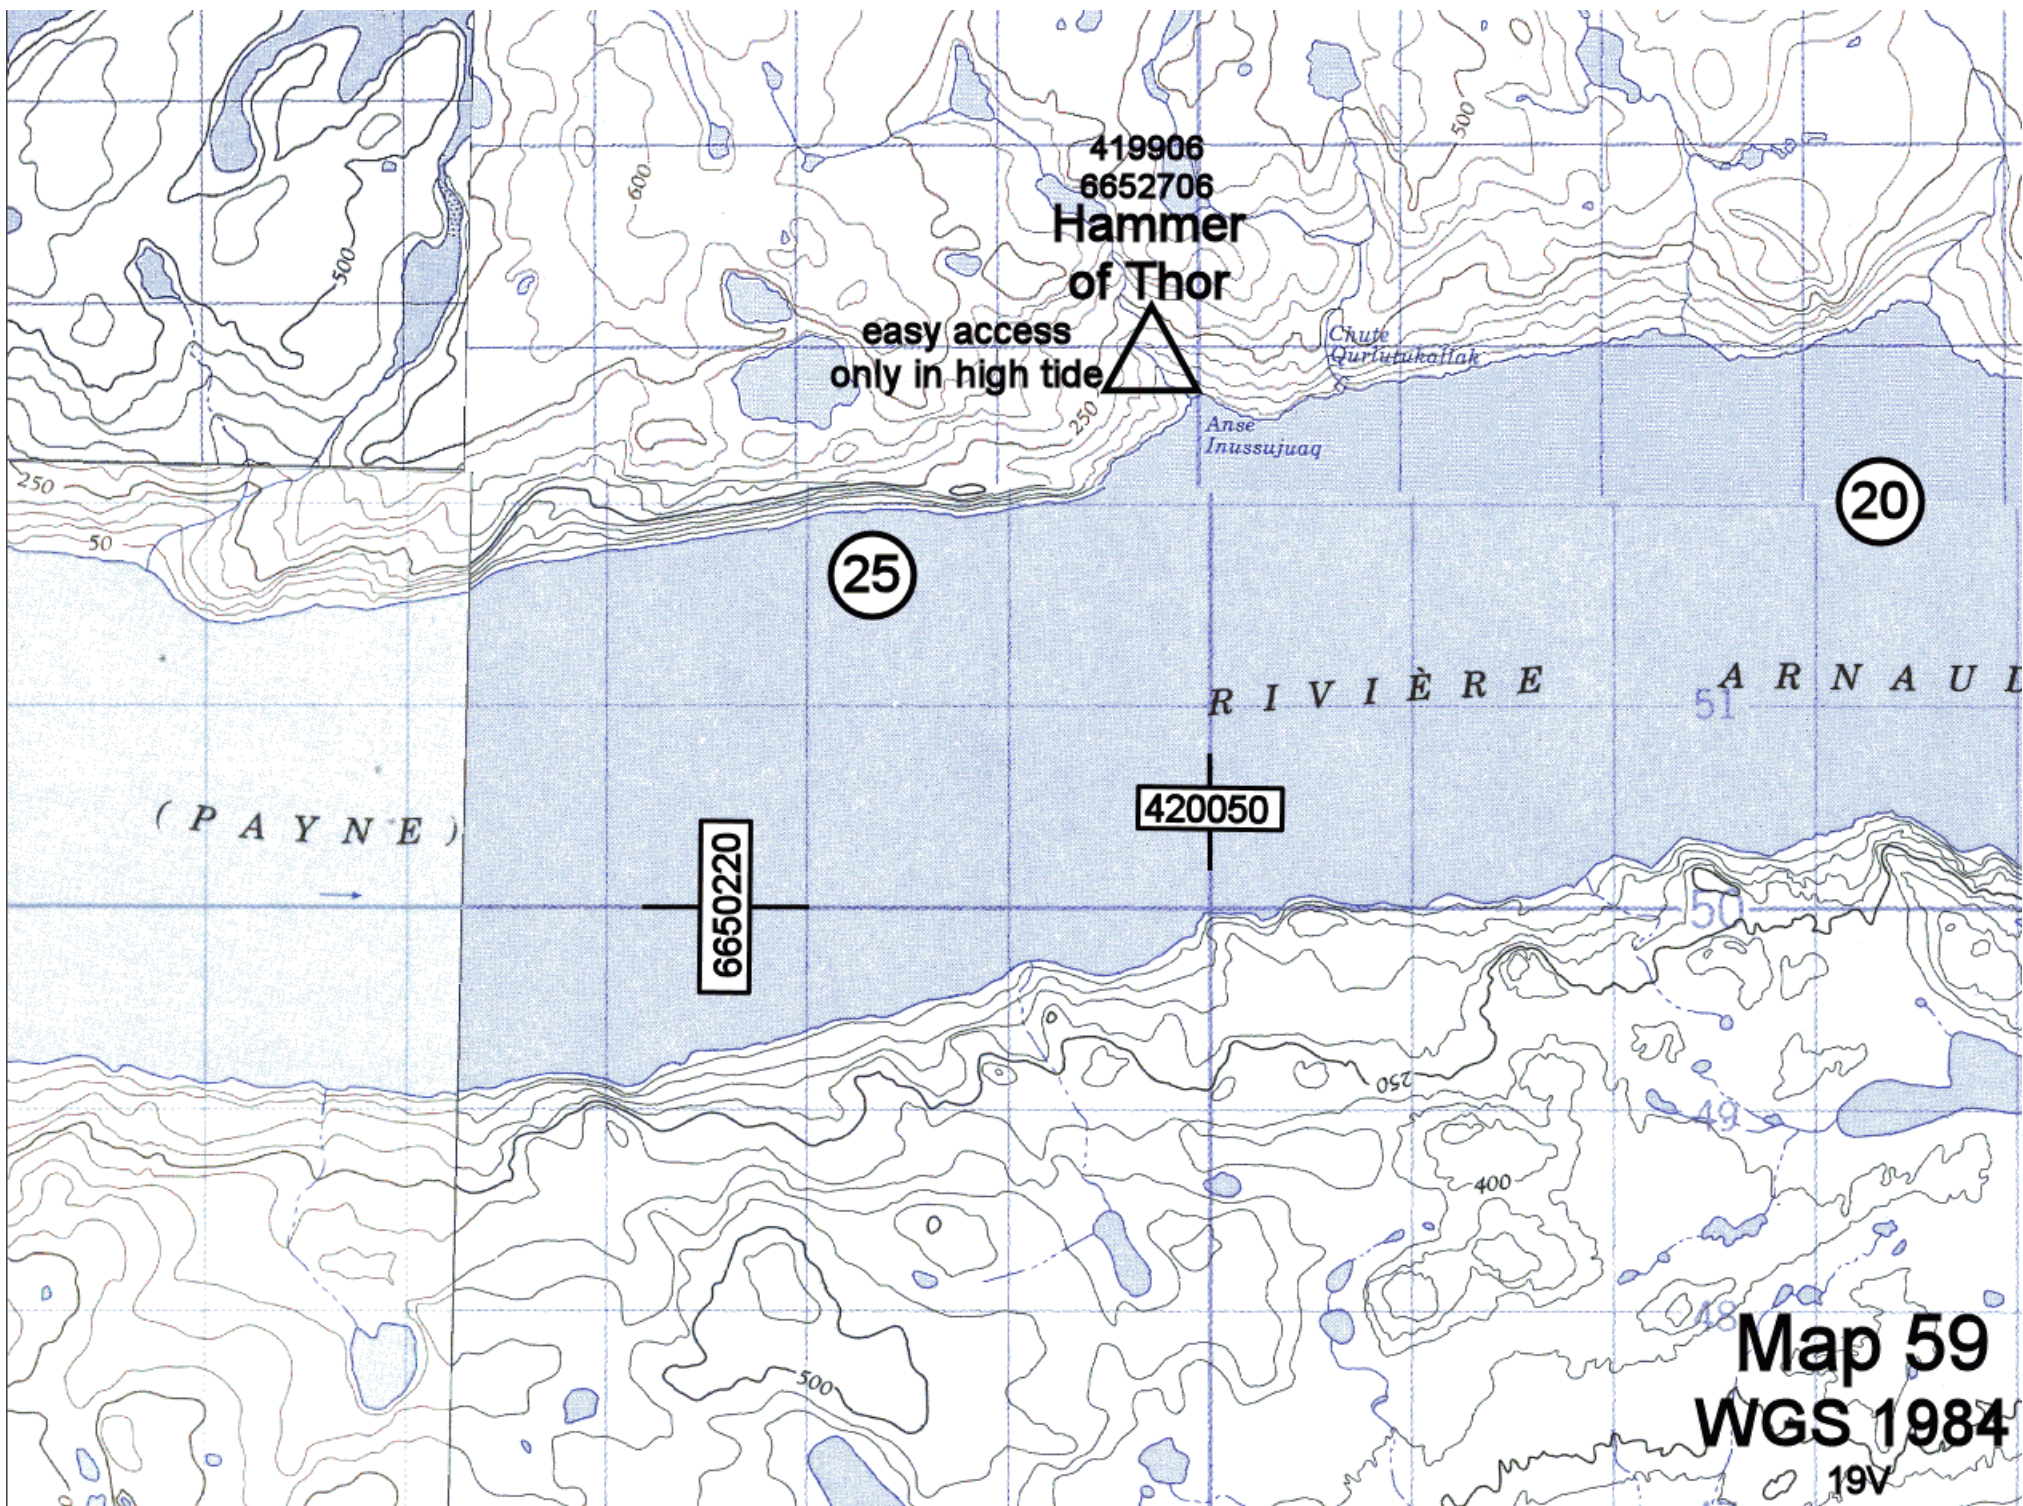 419906
6652706
500
600
Hammer
of Thor
500
easy access
only in high tide
Chute
Qurlutukallak
250
Anse
Inussujuaq
250
20
50
25
RIVIÈRE ARNAUD
51
420050
(PAYNE)
6650220
50
250
49
400
48
Map 59
500
WGS 1984
19V